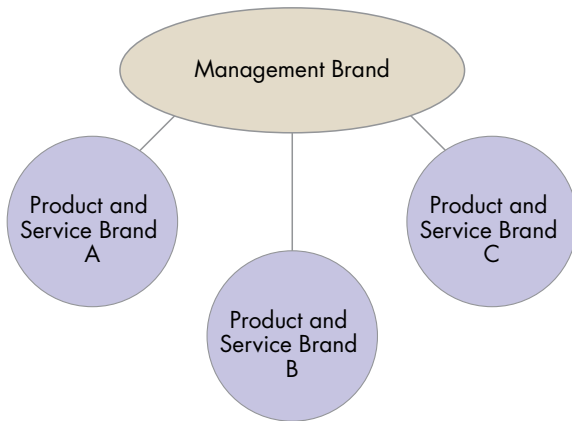 Management Brand
Product and
Service Brand
A
Product and
Service Brand
B
Product and
Service Brand
C